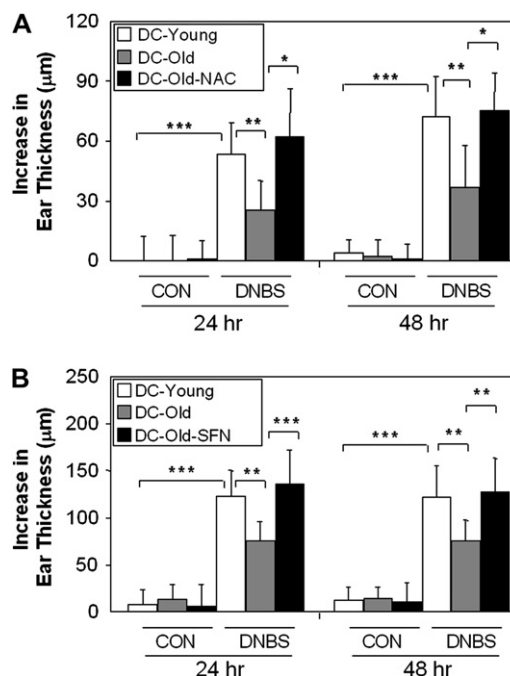 A
Increase in
Ear Thickness (µm)
120
90
60
30
0
DC-Young
DC-Old
DC-Old-NAC
***
**
*
***
**
*
CON
DNBS
CON
DNBS
24 hr
48 hr
B
Increase in
Ear Thickness (µm)
250
200
150
100
50
0
DC-Young
DC-Old
DC-Old-SFN
***
**
***
***
**
**
CON
DNBS
CON
DNBS
24 hr
48 hr